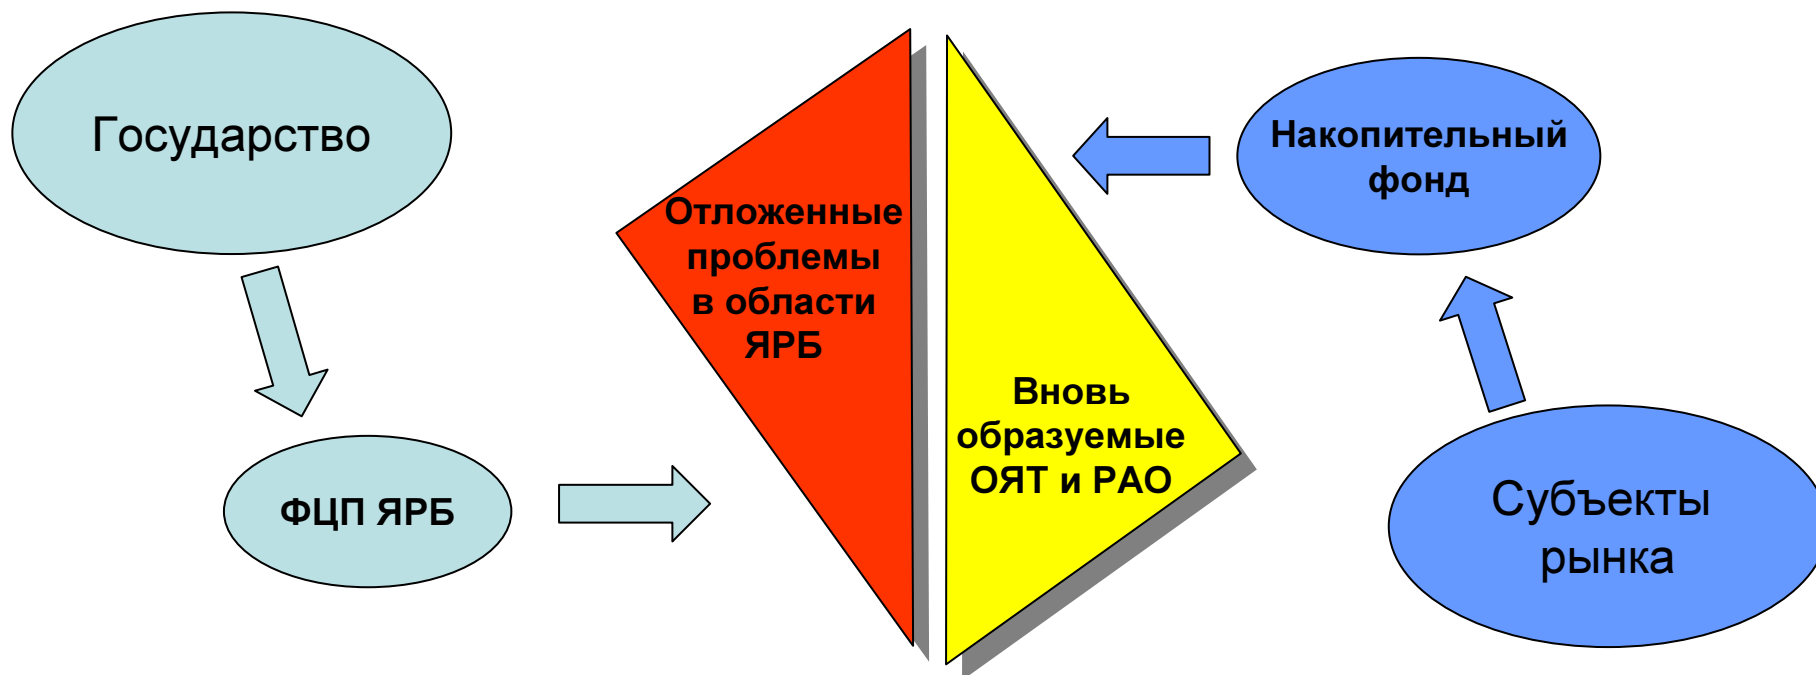 Государство
ФЦП ЯРБ
Отложенные
проблемы
в области
ЯРБ
Вновь
образуемые
ОЯТ и РАО
Накопительный
фонд
Субъекты
рынка